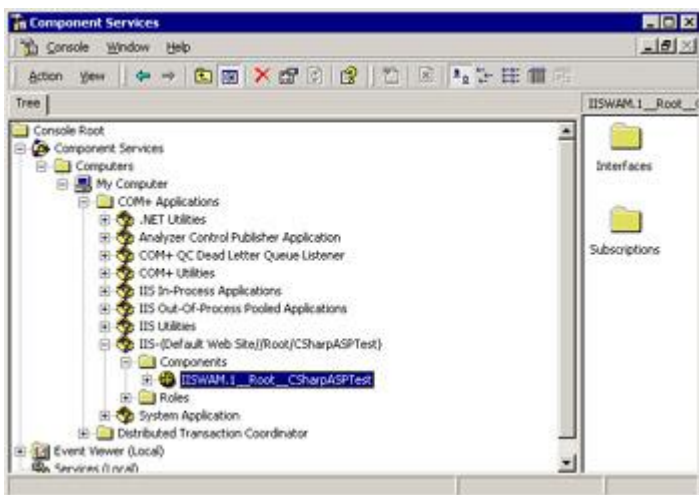 Component Services
Console Window Help
Action View
Tree
IISWAM.1__Root__
Console Root
Component Services
Computers
My Computer
COM+ Applications
.NET Utilities
Analyzer Control Publisher Application
COM+ QC Dead Letter Queue Listener
COM+ Utilities
IIS In-Process Applications
IIS Out-Of-Process Pooled Applications
IIS Utilities
IIS-{Default Web Site//Root/CSharpASPTest}
Components
IISWAM.1__Root__CSharpASPTest
Roles
System Application
Distributed Transaction Coordinator
Event Viewer (Local)
Services (Local)
Interfaces
Subscriptions